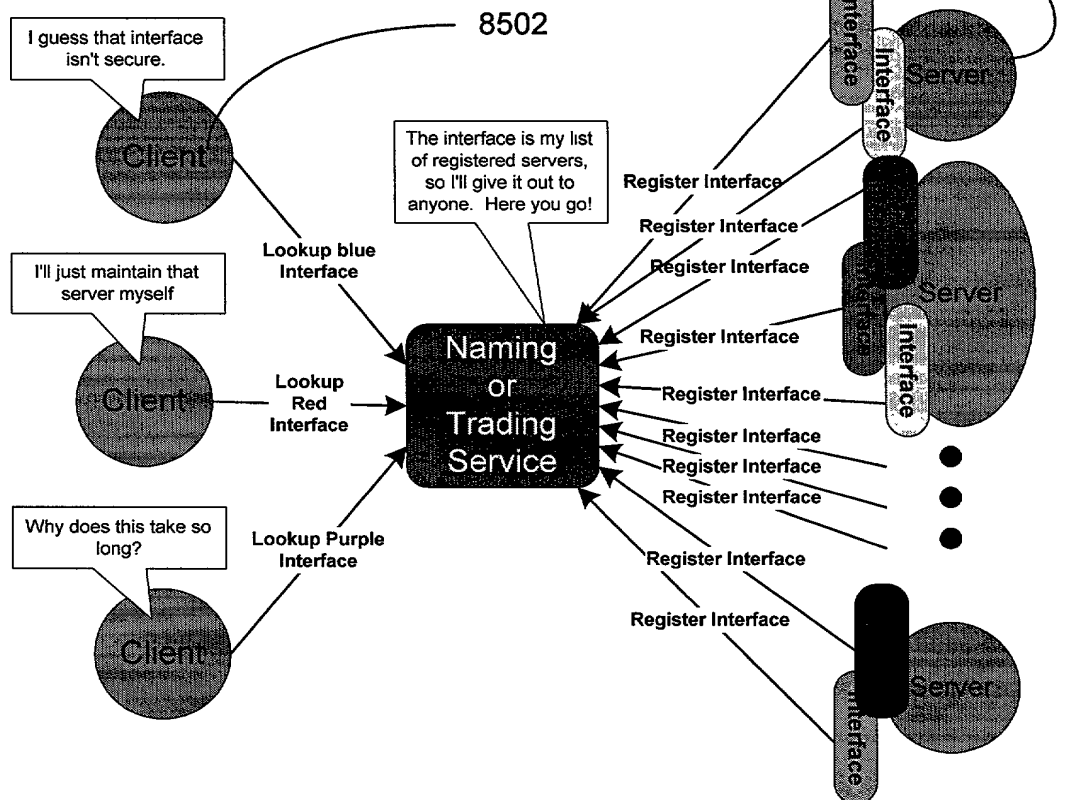 8502
I guess that interface
isn't secure.
Client
The interface is my list
of registered servers,
so I'll give it out to
anyone. Here you go!
Lookup blue
Interface
I'll just maintain that
server myself
Client
Lookup
Red
Interface
Why does this take so
long?
Client
Lookup Purple
Interface
Naming
or
Trading
Service
Register Interface
Register Interface
Register Interface
Register Interface
Register Interface
Register Interface
Register Interface
Register Interface
Register Interface
Register Interface
Interface
Interface
Server
Interface
Interface
Server
Interface
Server